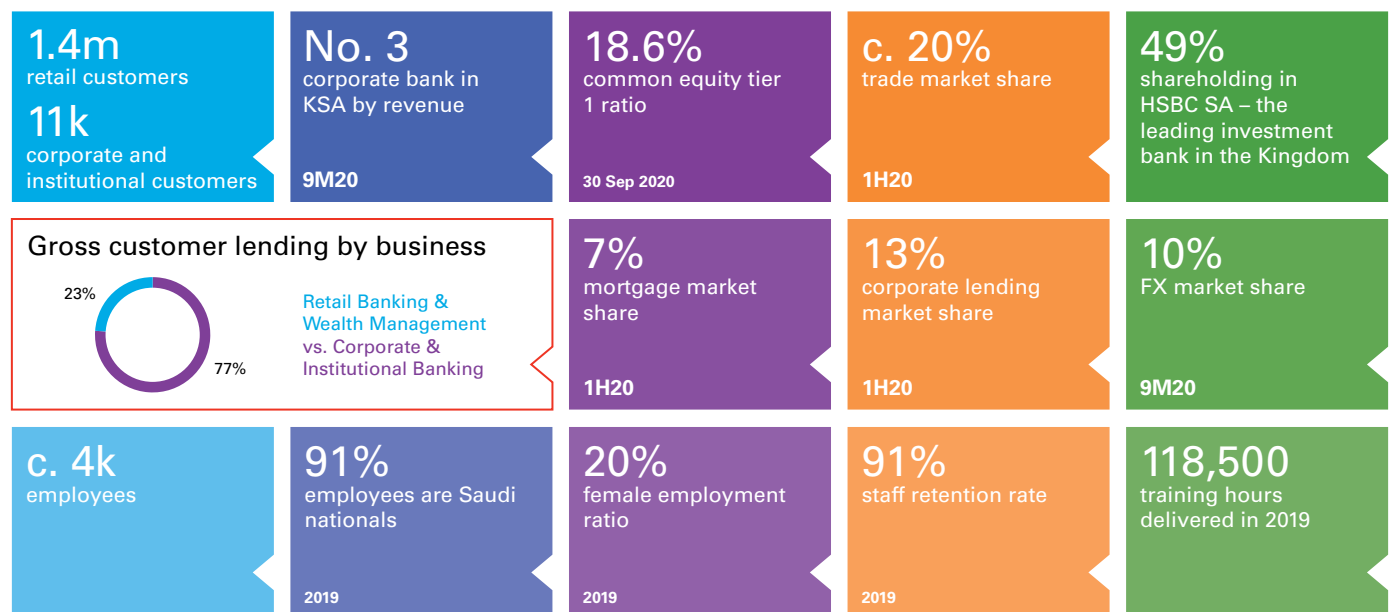 1.4m
retail customers
11k
corporate and
institutional customers
No. 3
corporate bank in
KSA by revenue
9M20
18.6%
common equity tier
1 ratio
30 Sep 2020
c. 20%
trade market share
1H20
49%
shareholding in
HSBC SA – the
leading investment
bank in the Kingdom
Gross customer lending by business
23%
77%
Retail Banking &
Wealth Management
vs. Corporate &
Institutional Banking
7%
mortgage market
share
1H20
13%
corporate lending
market share
1H20
10%
FX market share
9M20
c. 4k
employees
91%
employees are Saudi
nationals
2019
20%
female employment
ratio
2019
91%
staff retention rate
2019
118,500
training hours
delivered in 2019